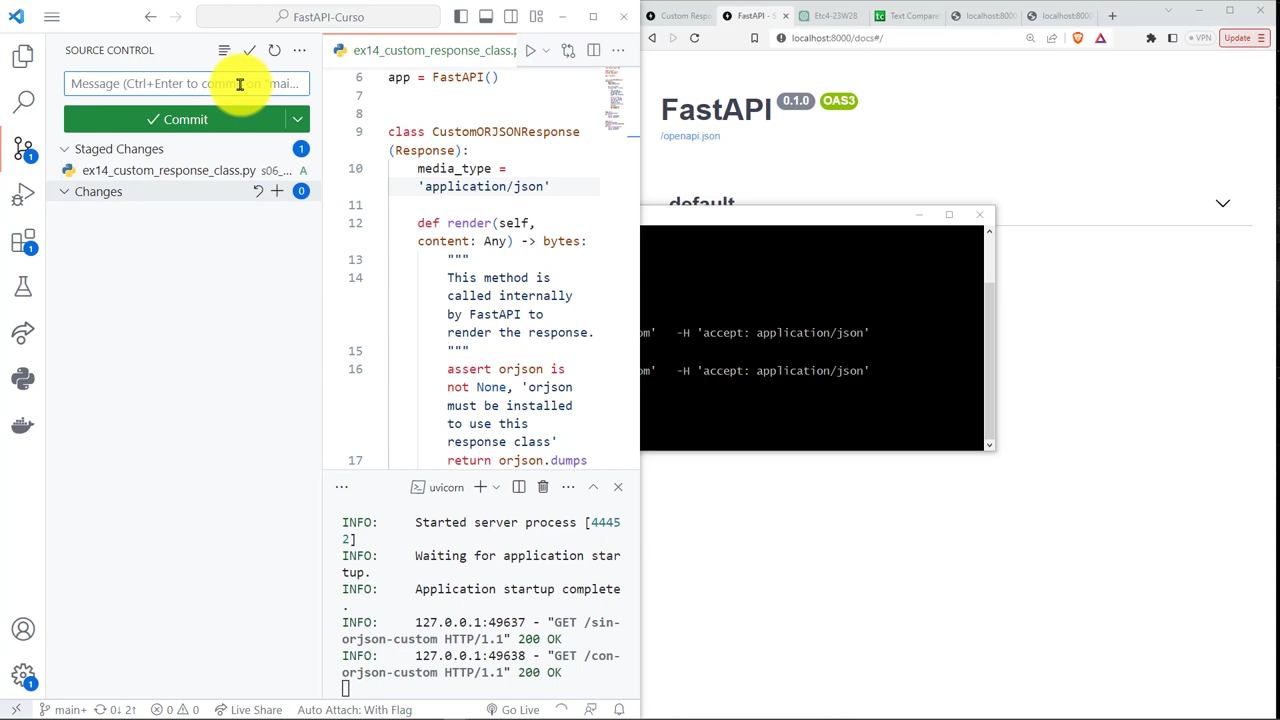 FastAPI-Curso
SOURCE CONTROL
Message (Ctrl+Enter to commit on "mai...
Commit
Staged Changes
1
ex14_custom_response_class.py s06_... A
Changes
0
1
1
1
ex14_custom_response_class.p
6
app = FastAPI()
7
8
9
class CustomORJSONResponse
(Response):
10
media_type =
'application/json'
11
12
def render(self,
content: Any) -> bytes:
13
"""
14
This method is
called internally
by FastAPI to
render the response.
15
"""
16
assert orjson is
not None, 'orjson
must be installed
to use this
response class'
17
return orjson.dumps
uvicorn
INFO: Started server process [4445
2]
INFO: Waiting for application star
tup.
INFO: Application startup complete
.
INFO: 127.0.0.1:49637 - "GET /sin-
orjson-custom HTTP/1.1" 200 OK
INFO: 127.0.0.1:49638 - "GET /con-
orjson-custom HTTP/1.1" 200 OK
main+ 0↓ 2↑ 0 0 Live Share Auto Attach: With Flag Go Live
Custom Resp
FastAPI - S
Etc4-23W28
Text Compare
localhost:8000
localhost:8000
localhost:8000/docs#/
VPN
Update
FastAPI 0.1.0 OAS3
/openapi.json
default
om' -H 'accept: application/json'
om' -H 'accept: application/json'